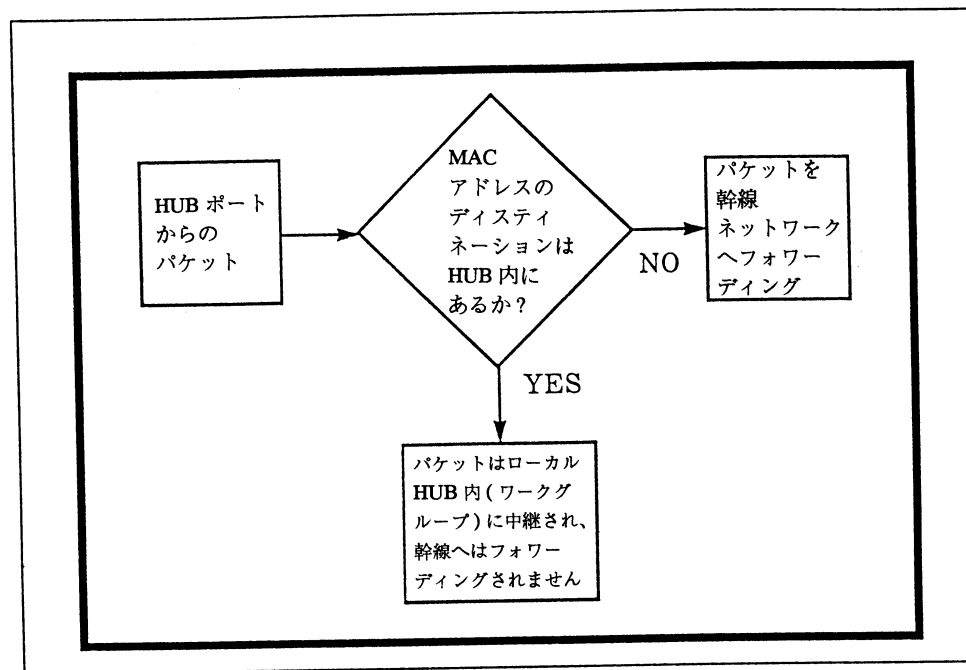 HUB ポート
からの
パケット
MAC
アドレスの
ディスティ
ネーションは
HUB 内に
あるか？
NO
パケットを
幹線
ネットワーク
へフォワー
ディング
YES
パケットはローカル
HUB 内 ( ワークグ
ループ ) に中継され、
幹線へはフォワー
ディングされません